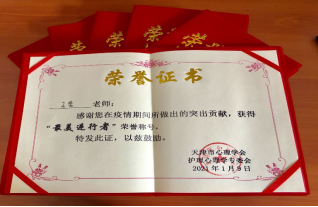 荣誉证书
老师:
感谢您在疫情期间所做出的突出贡献,获得
“最美逆行者”荣誉称号。
特发此证,以兹鼓励。
天津市心理学会
护理心理学专委会
2021年1月9日